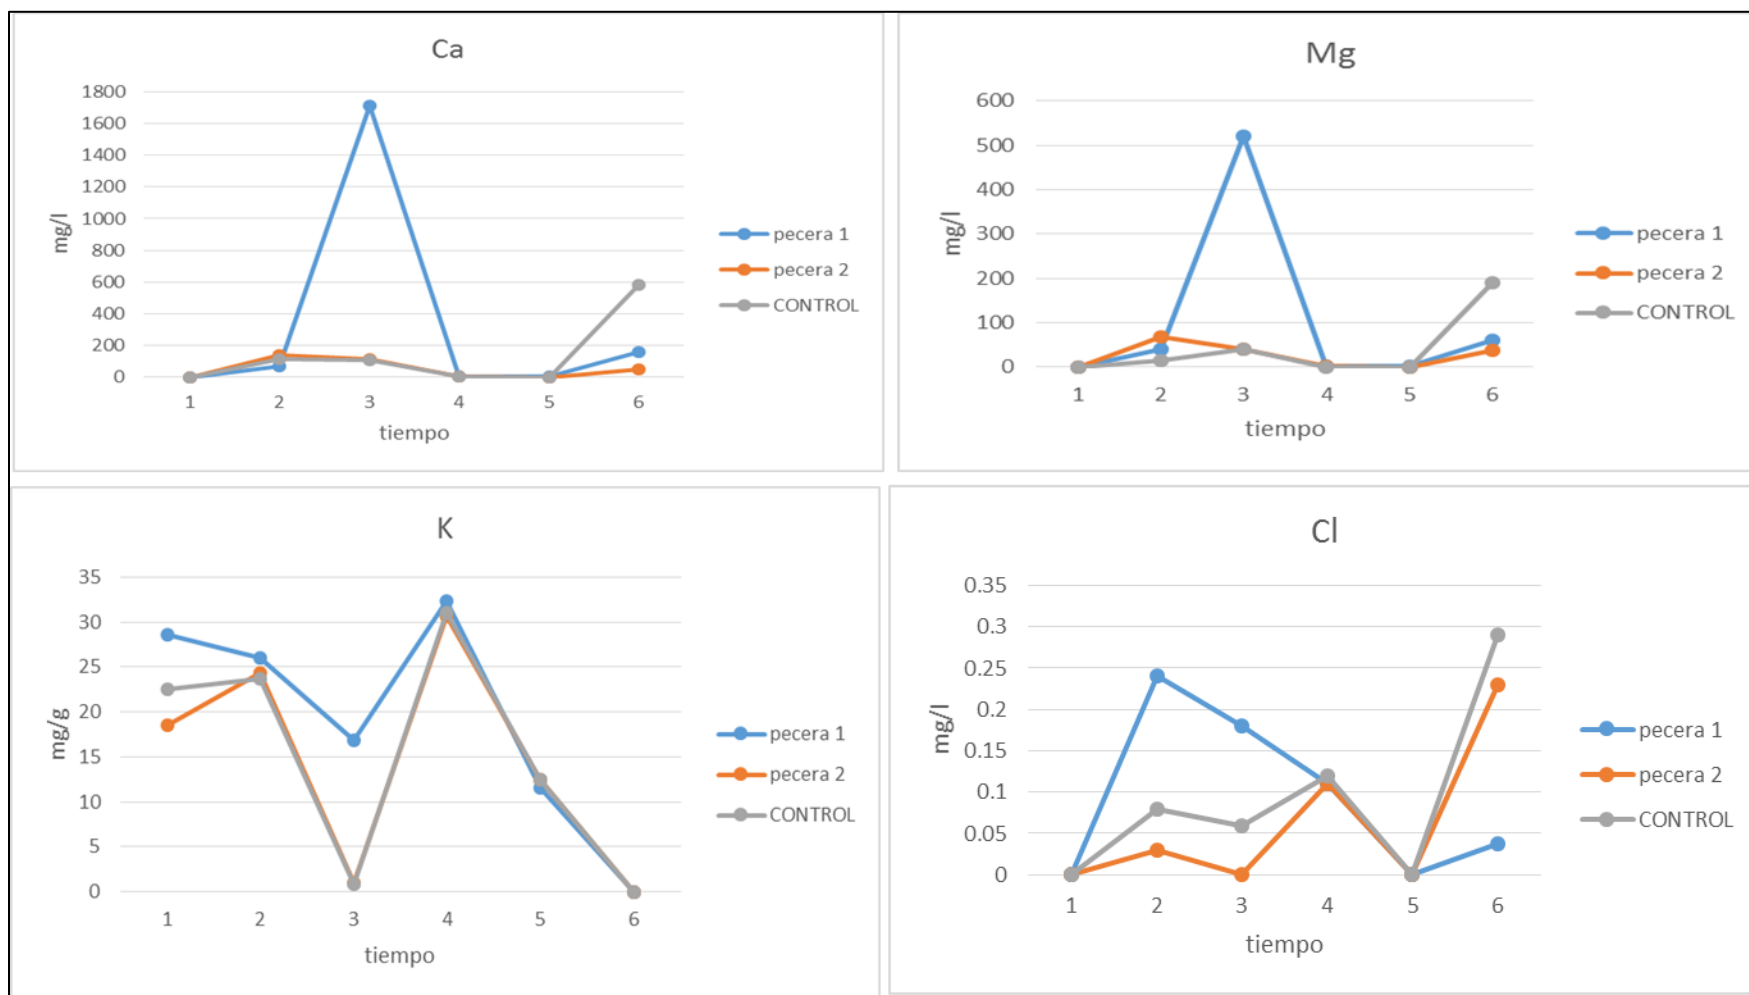 Ca
1800
1600
1400
1200
1000
800
600
400
200
0
mg/l
1 2 3 4 5 6
tiempo
pecera 1
pecera 2
CONTROL
Mg
600
500
400
300
200
100
0
mg/l
1 2 3 4 5 6
tiempo
pecera 1
pecera 2
CONTROL
K
35
30
25
20
15
10
5
0
mg/g
1 2 3 4 5 6
tiempo
pecera 1
pecera 2
CONTROL
Cl
0.35
0.3
0.25
0.2
0.15
0.1
0.05
0
mg/l
1 2 3 4 5 6
tiempo
pecera 1
pecera 2
CONTROL